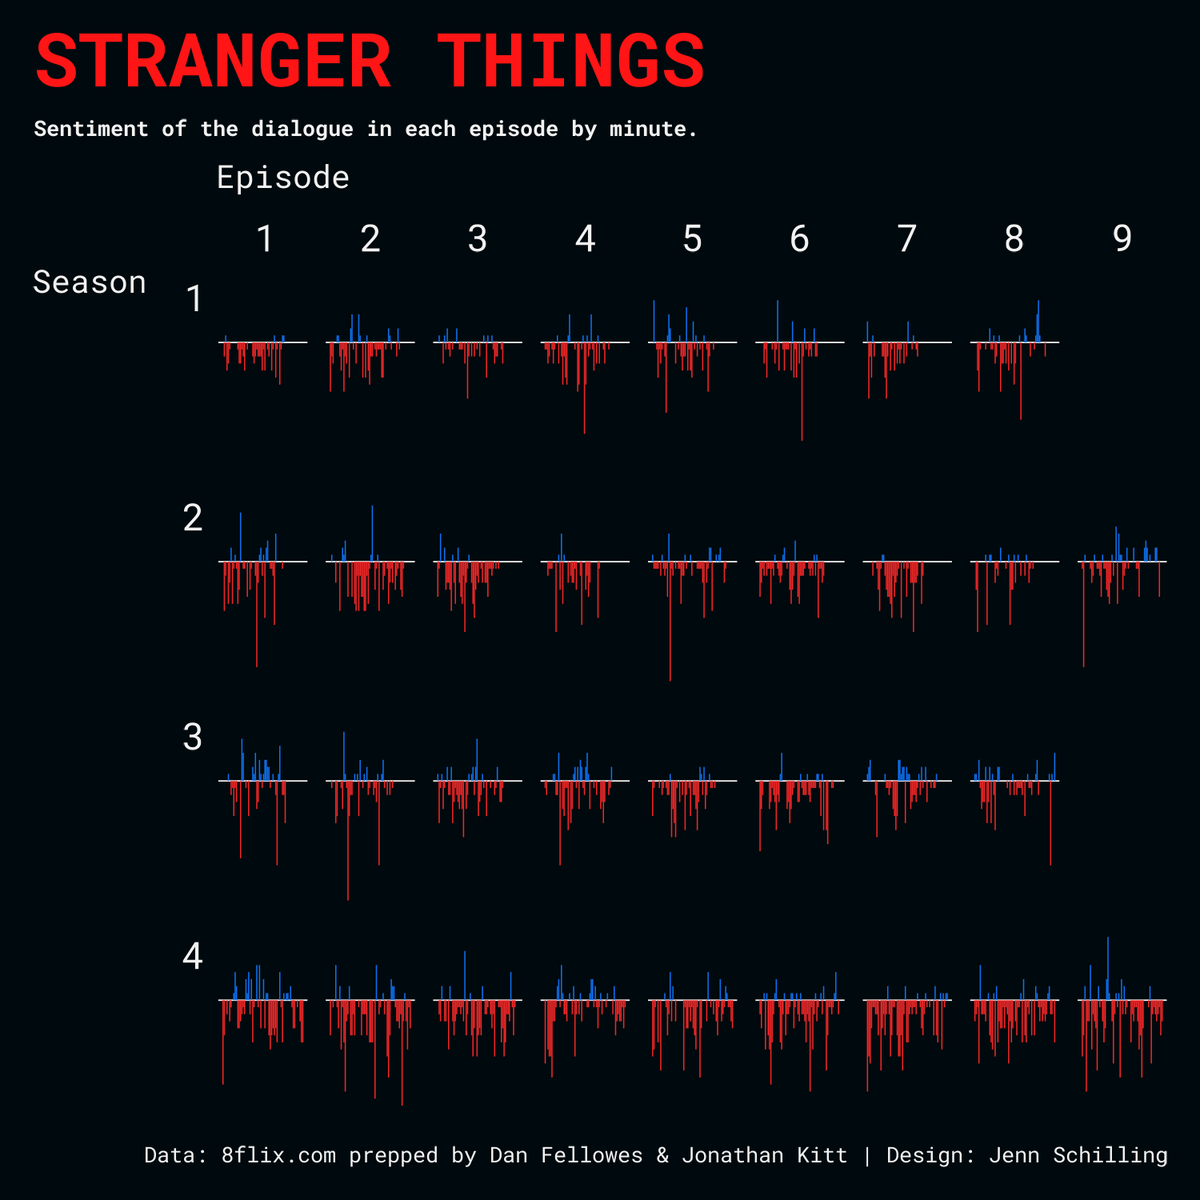 STRANGER THINGS
Sentiment of the dialogue in each episode by minute.
Episode
1 2 3 4 5 6 7 8 9
Season
1
2
3
4
Data: 8flix.com prepped by Dan Fellowes & Jonathan Kitt | Design: Jenn Schilling